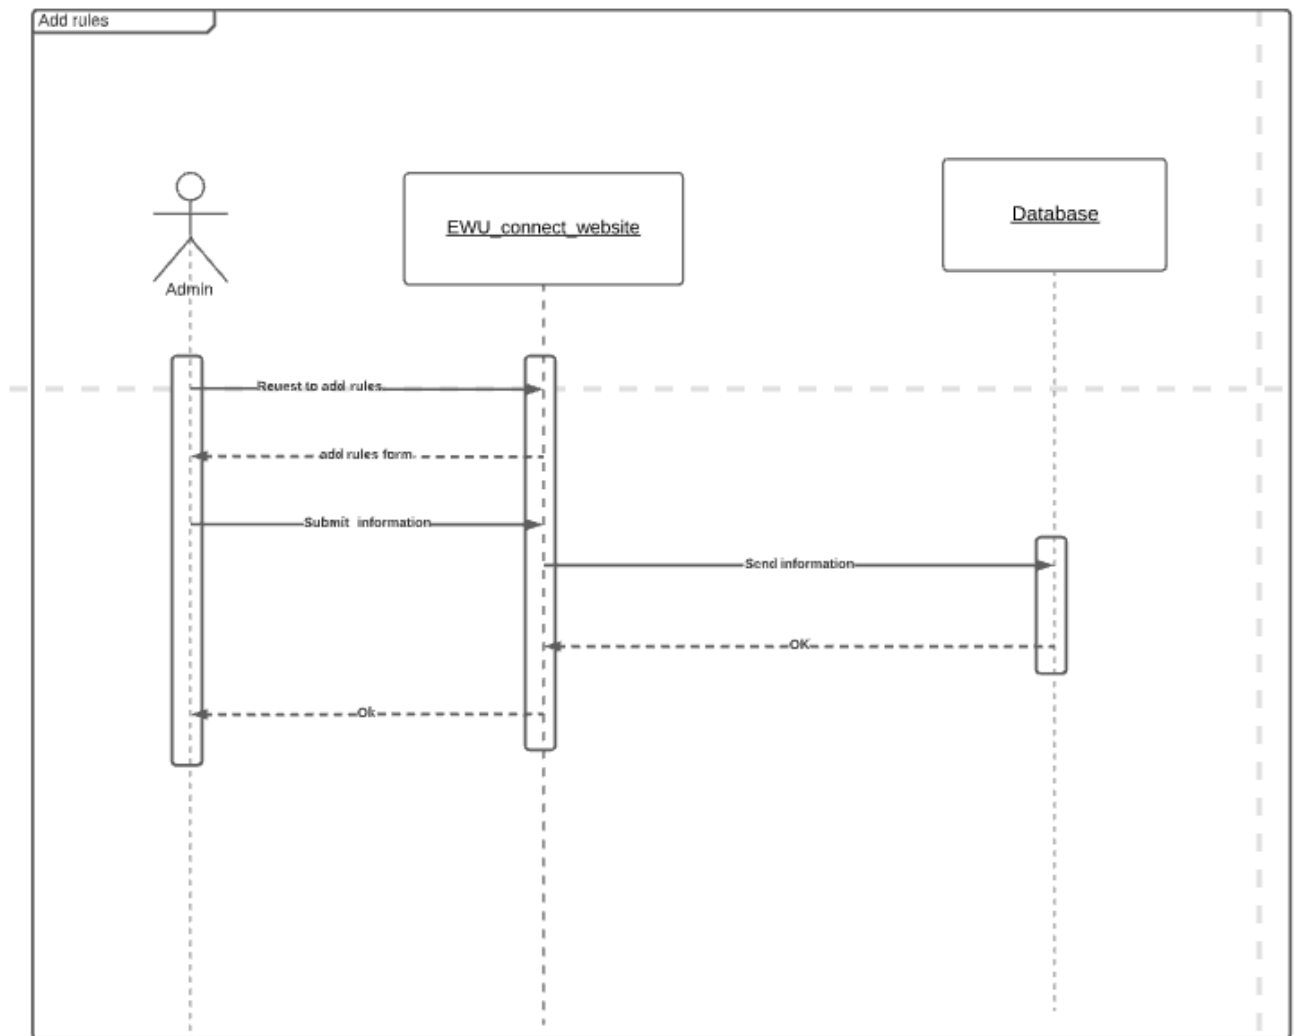 Add rules
EWU_connect_website
Database
Admin
Reuest to add rules
add rules form
Submit information
Send information
OK
Ok